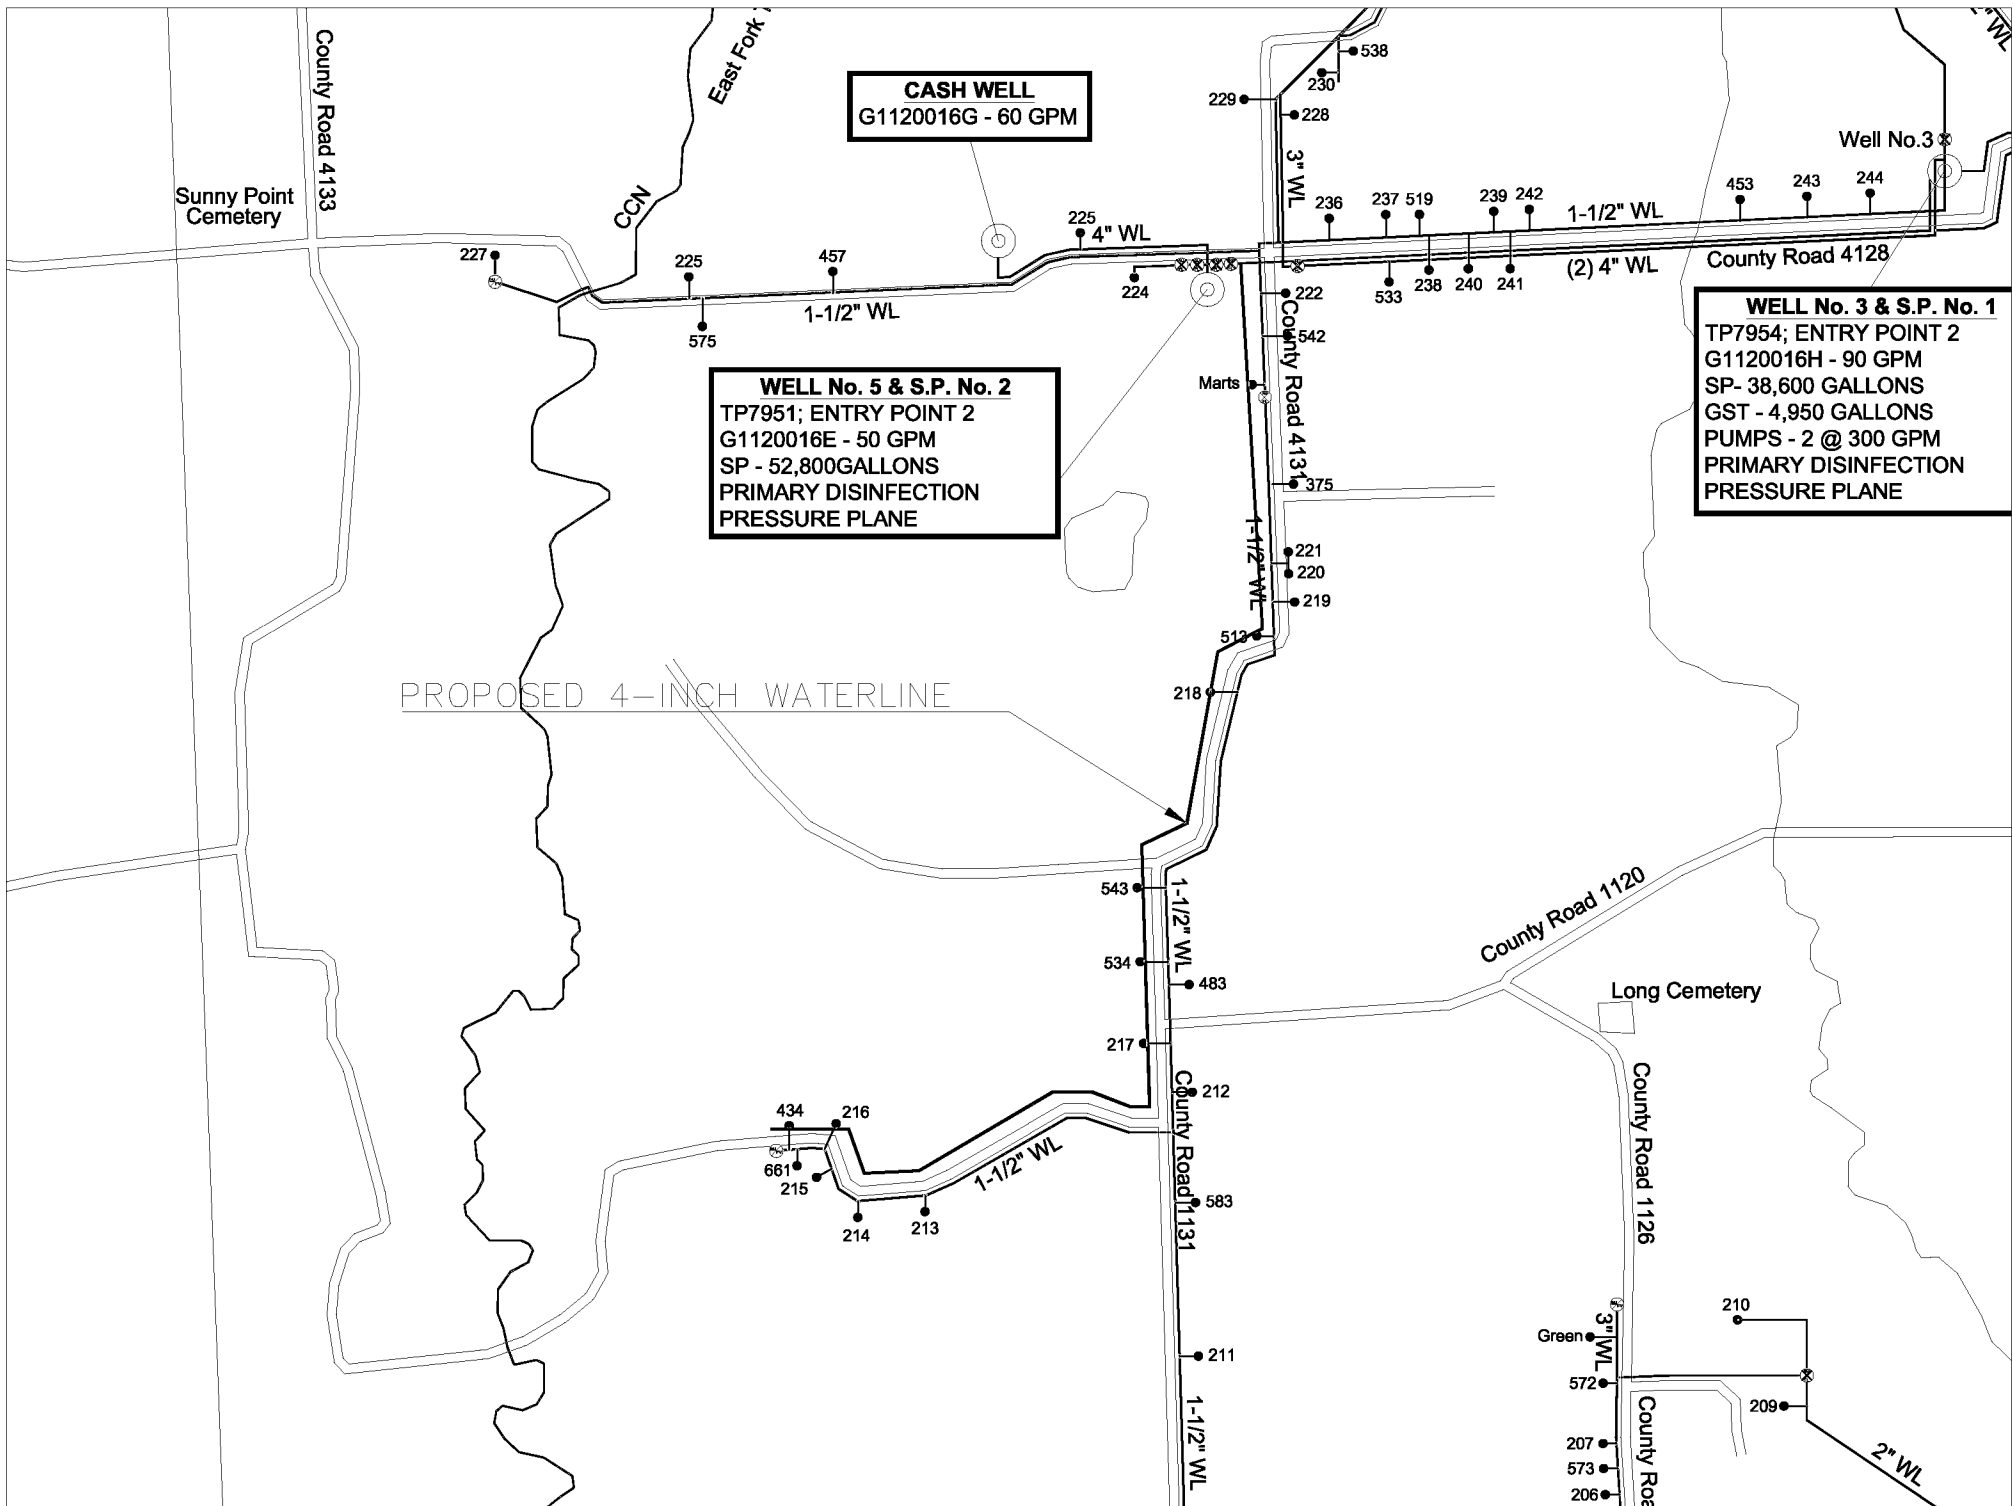 East Fork
" WL
County Road 4133
538
230
CASH WELL
G1120016G - 60 GPM
229
228
Well No.3
3" WL
Sunny Point
Cemetery
CCN
236
237
519
239
242
453
243
244
1-1/2" WL
225
4" WL
227
225
457
224
533
238
240
241
(2) 4" WL
County Road 4128
1-1/2" WL
575
222
542
County Road 4131
WELL No. 3 & S.P. No. 1
TP7954; ENTRY POINT 2
G1120016H - 90 GPM
SP- 38,600 GALLONS
GST - 4,950 GALLONS
PUMPS - 2 @ 300 GPM
PRIMARY DISINFECTION
PRESSURE PLANE
WELL No. 5 & S.P. No. 2
TP7951; ENTRY POINT 2
G1120016E - 50 GPM
SP - 52,800GALLONS
PRIMARY DISINFECTION
PRESSURE PLANE
Marts
375
1-1/2" WL
221
220
219
513
218
PROPOSED 4-INCH WATERLINE
543
1-1/2" WL
534
483
County Road 1120
Long Cemetery
217
212
County Road 1131
County Road 1126
434
216
661
215
1-1/2" WL
214
213
583
210
3" WL
Green
211
572
209
1-1/2" WL
County Roa
207
573
206
2" WL